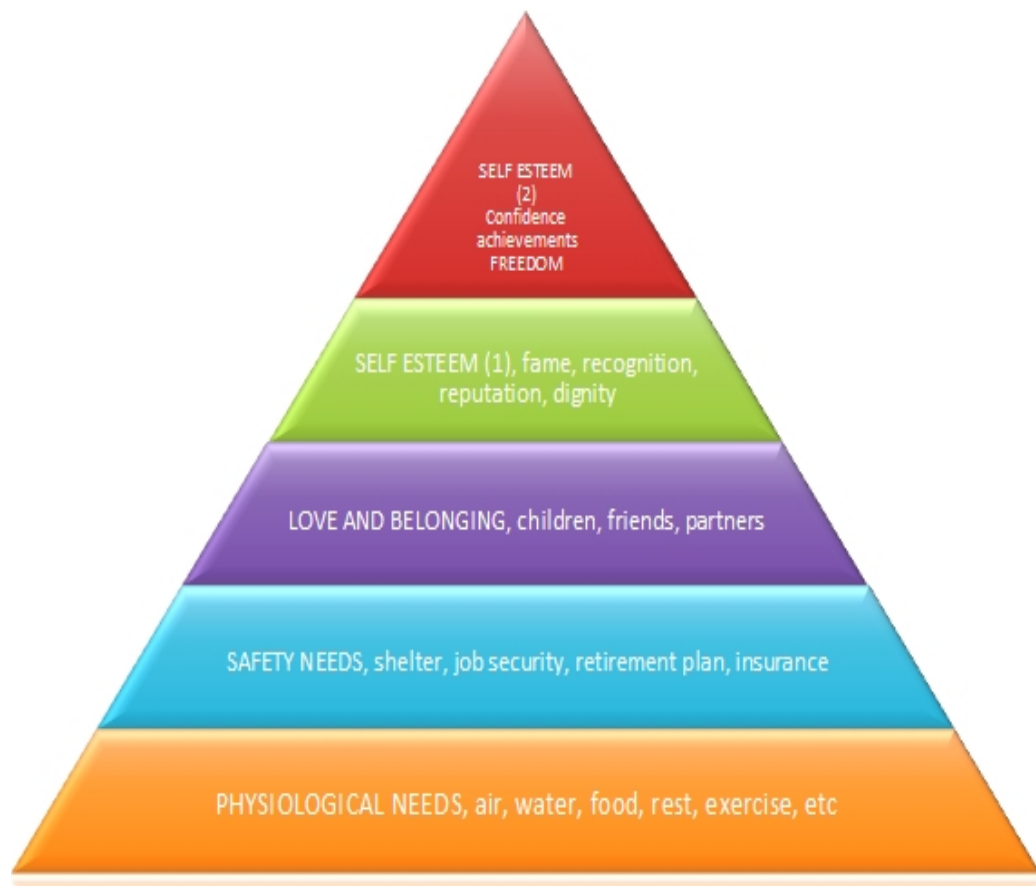 SELF ESTEEM
(2)
Confidence
achievements
FREEDOM
SELF ESTEEM (1), fame, recognition,
reputation, dignity
LOVE AND BELONGING, children, friends, partners
SAFETY NEEDS, shelter, job security, retirement plan, insurance
PHYSIOLOGICAL NEEDS, air, water, food, rest, exercise, etc